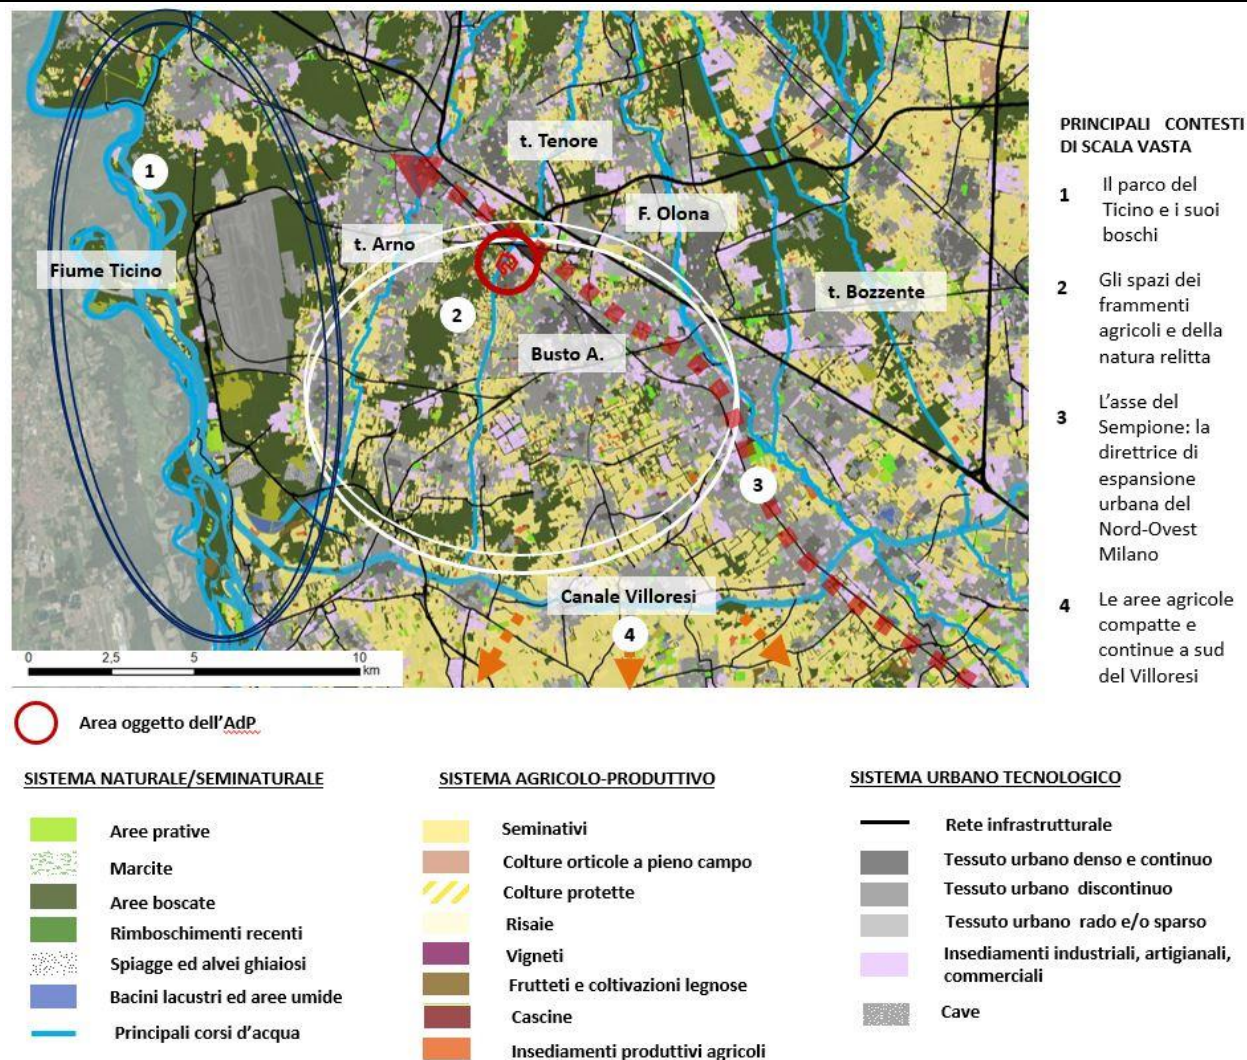 t. Tenore
1
F. Olona
t. Arno
Fiume Ticino
t. Bozzente
2
Busto A.
3
Canale Villoresi
4
0 2,5 5 10
km
PRINCIPALI CONTESTI
DI SCALA VASTA
1 Il parco del
Ticino e i suoi
boschi
2 Gli spazi dei
frammenti
agricoli e della
natura relitta
3 L'asse del
Sempione: la
direttrice di
espansione
urbana del
Nord-Ovest
Milano
4 Le aree agricole
compatte e
continue a sud
del Villoresi
Area oggetto dell'AdP
SISTEMA NATURALE/SEMINATURALE
Aree prative
Marcite
Aree boscate
Rimboschimenti recenti
Spiagge ed alvei ghiaiosi
Bacini lacustri ed aree umide
Principali corsi d'acqua
SISTEMA AGRICOLO-PRODUTTIVO
Seminativi
Colture orticole a pieno campo
Colture protette
Risaie
Vigneti
Frutteti e coltivazioni legnose
Cascine
Insediamenti produttivi agricoli
SISTEMA URBANO TECNOLOGICO
Rete infrastrutturale
Tessuto urbano denso e continuo
Tessuto urbano discontinuo
Tessuto urbano rado e/o sparso
Insediamenti industriali, artigianali,
commerciali
Cave